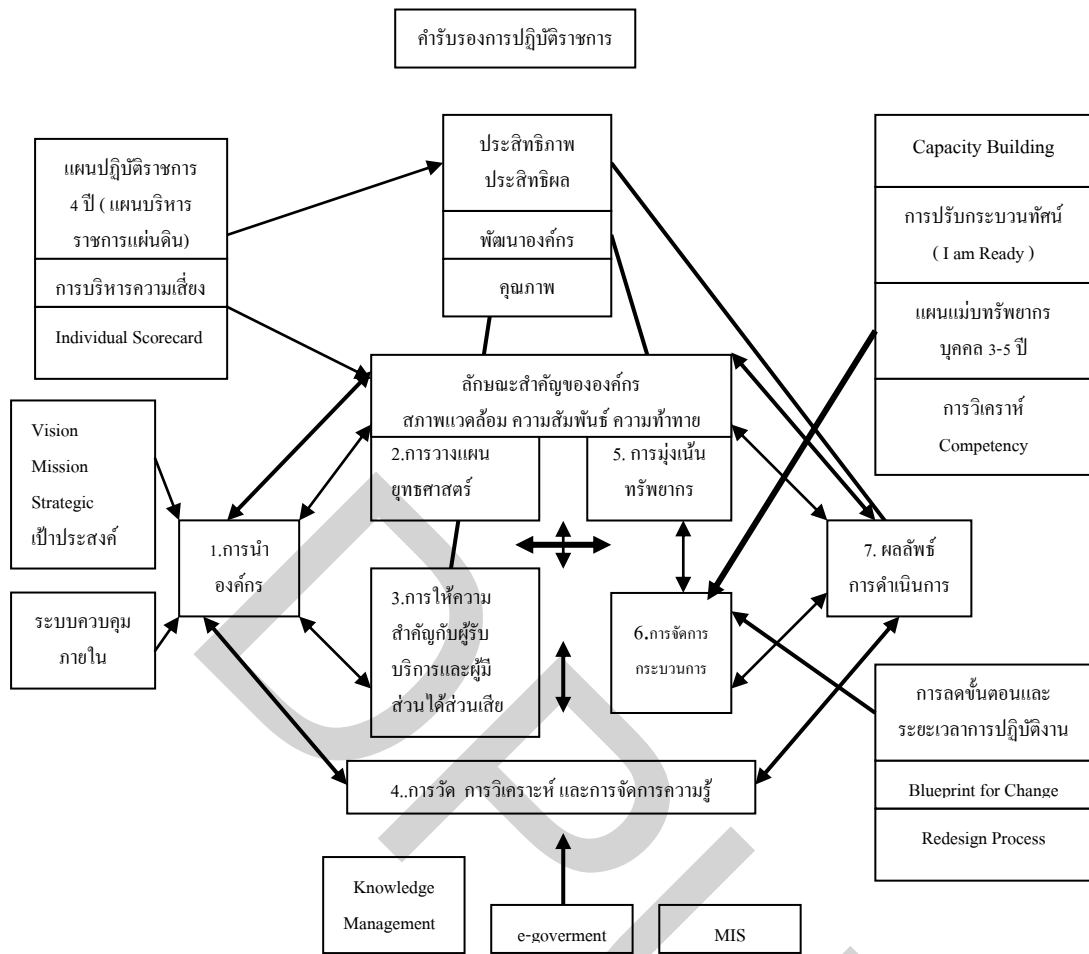 คำรับรองการปฏิบัติราชการ
แผนปฏิบัติราชการ
4 ปี ( แผนบริหาร
ราชการแผ่นดิน)
การบริหารความเสี่ยง
Individual Scorecard
ประสิทธิภาพ
ประสิทธิผล
พัฒนาองค์กร
คุณภาพ
Capacity Building
การปรับกระบวนทัศน์
( I am Ready )
แผนแม่บททรัพยากร
บุคคล 3-5 ปี
การวิเคราห์
Competency
ลักษณะสำคัญขององค์กร
สภาพแวดล้อม ความสัมพันธ์ ความท้าทาย
Vision
Mission
Strategic
เป้าประสงค์
2.การวางแผน
ยุทธศาสตร์
5. การมุ่งเน้น
ทรัพยากร
1.การนำ
องค์กร
7. ผลลัพธ์
การดำเนินการ
ระบบควบคุม
ภายใน
3.การให้ความ
สำคัญกับผู้รับ
บริการและผู้มี
ส่วนได้ส่วนเสีย
6.การจัดการ
กระบวนการ
การลดขั้นตอนและ
ระยะเวลาการปฏิบัติงาน
Blueprint for Change
Redesign Process
4..การวัด การวิเคราะห์ และการจัดการความรู้
Knowledge
Management
e-goverment
MIS